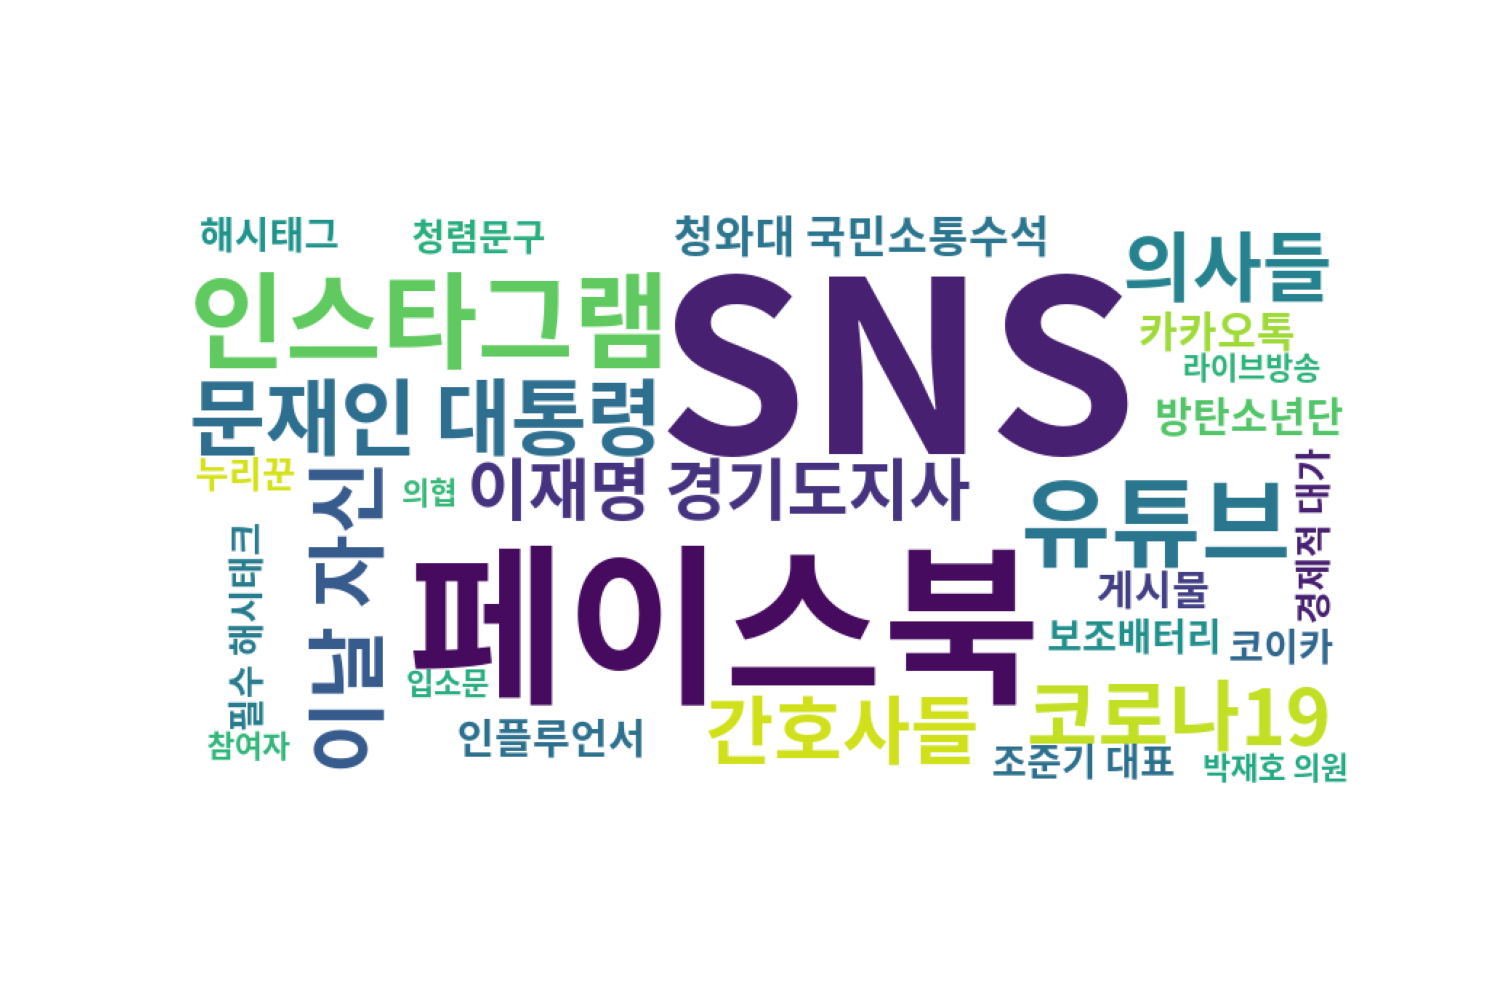 해시태그
청렴문구
청와대 국민소통수석
의사들
인스타그램
SNS
카카오톡
라이브방송
문재인 대통령
방탄소년단
누리꾼
의협
이재명 경기도지사
이날 자신
유튜브
경제적 대가
필수 해시태크
페이스북
게시물
보조배터리
코이카
입소문
참여자
인플루언서
간호사들
코로나19
조준기 대표
박재호 의원